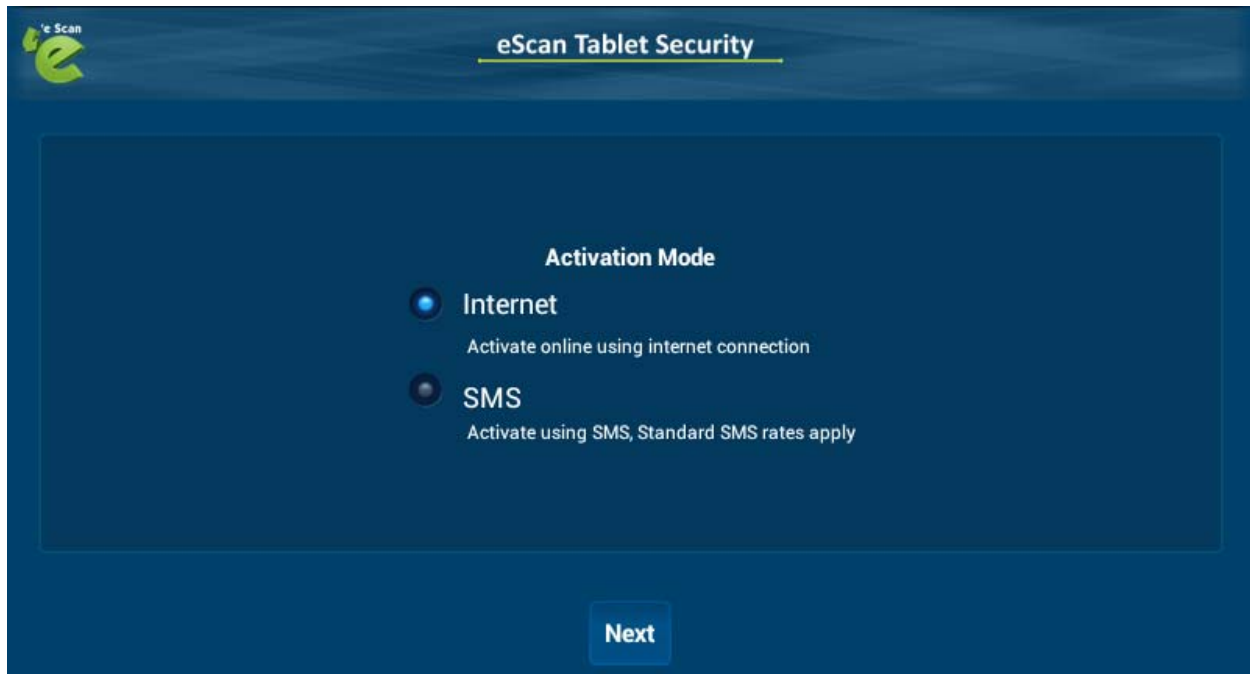 'e Scan
eScan Tablet Security
Activation Mode
Internet
Activate online using internet connection
SMS
Activate using SMS, Standard SMS rates apply
Next